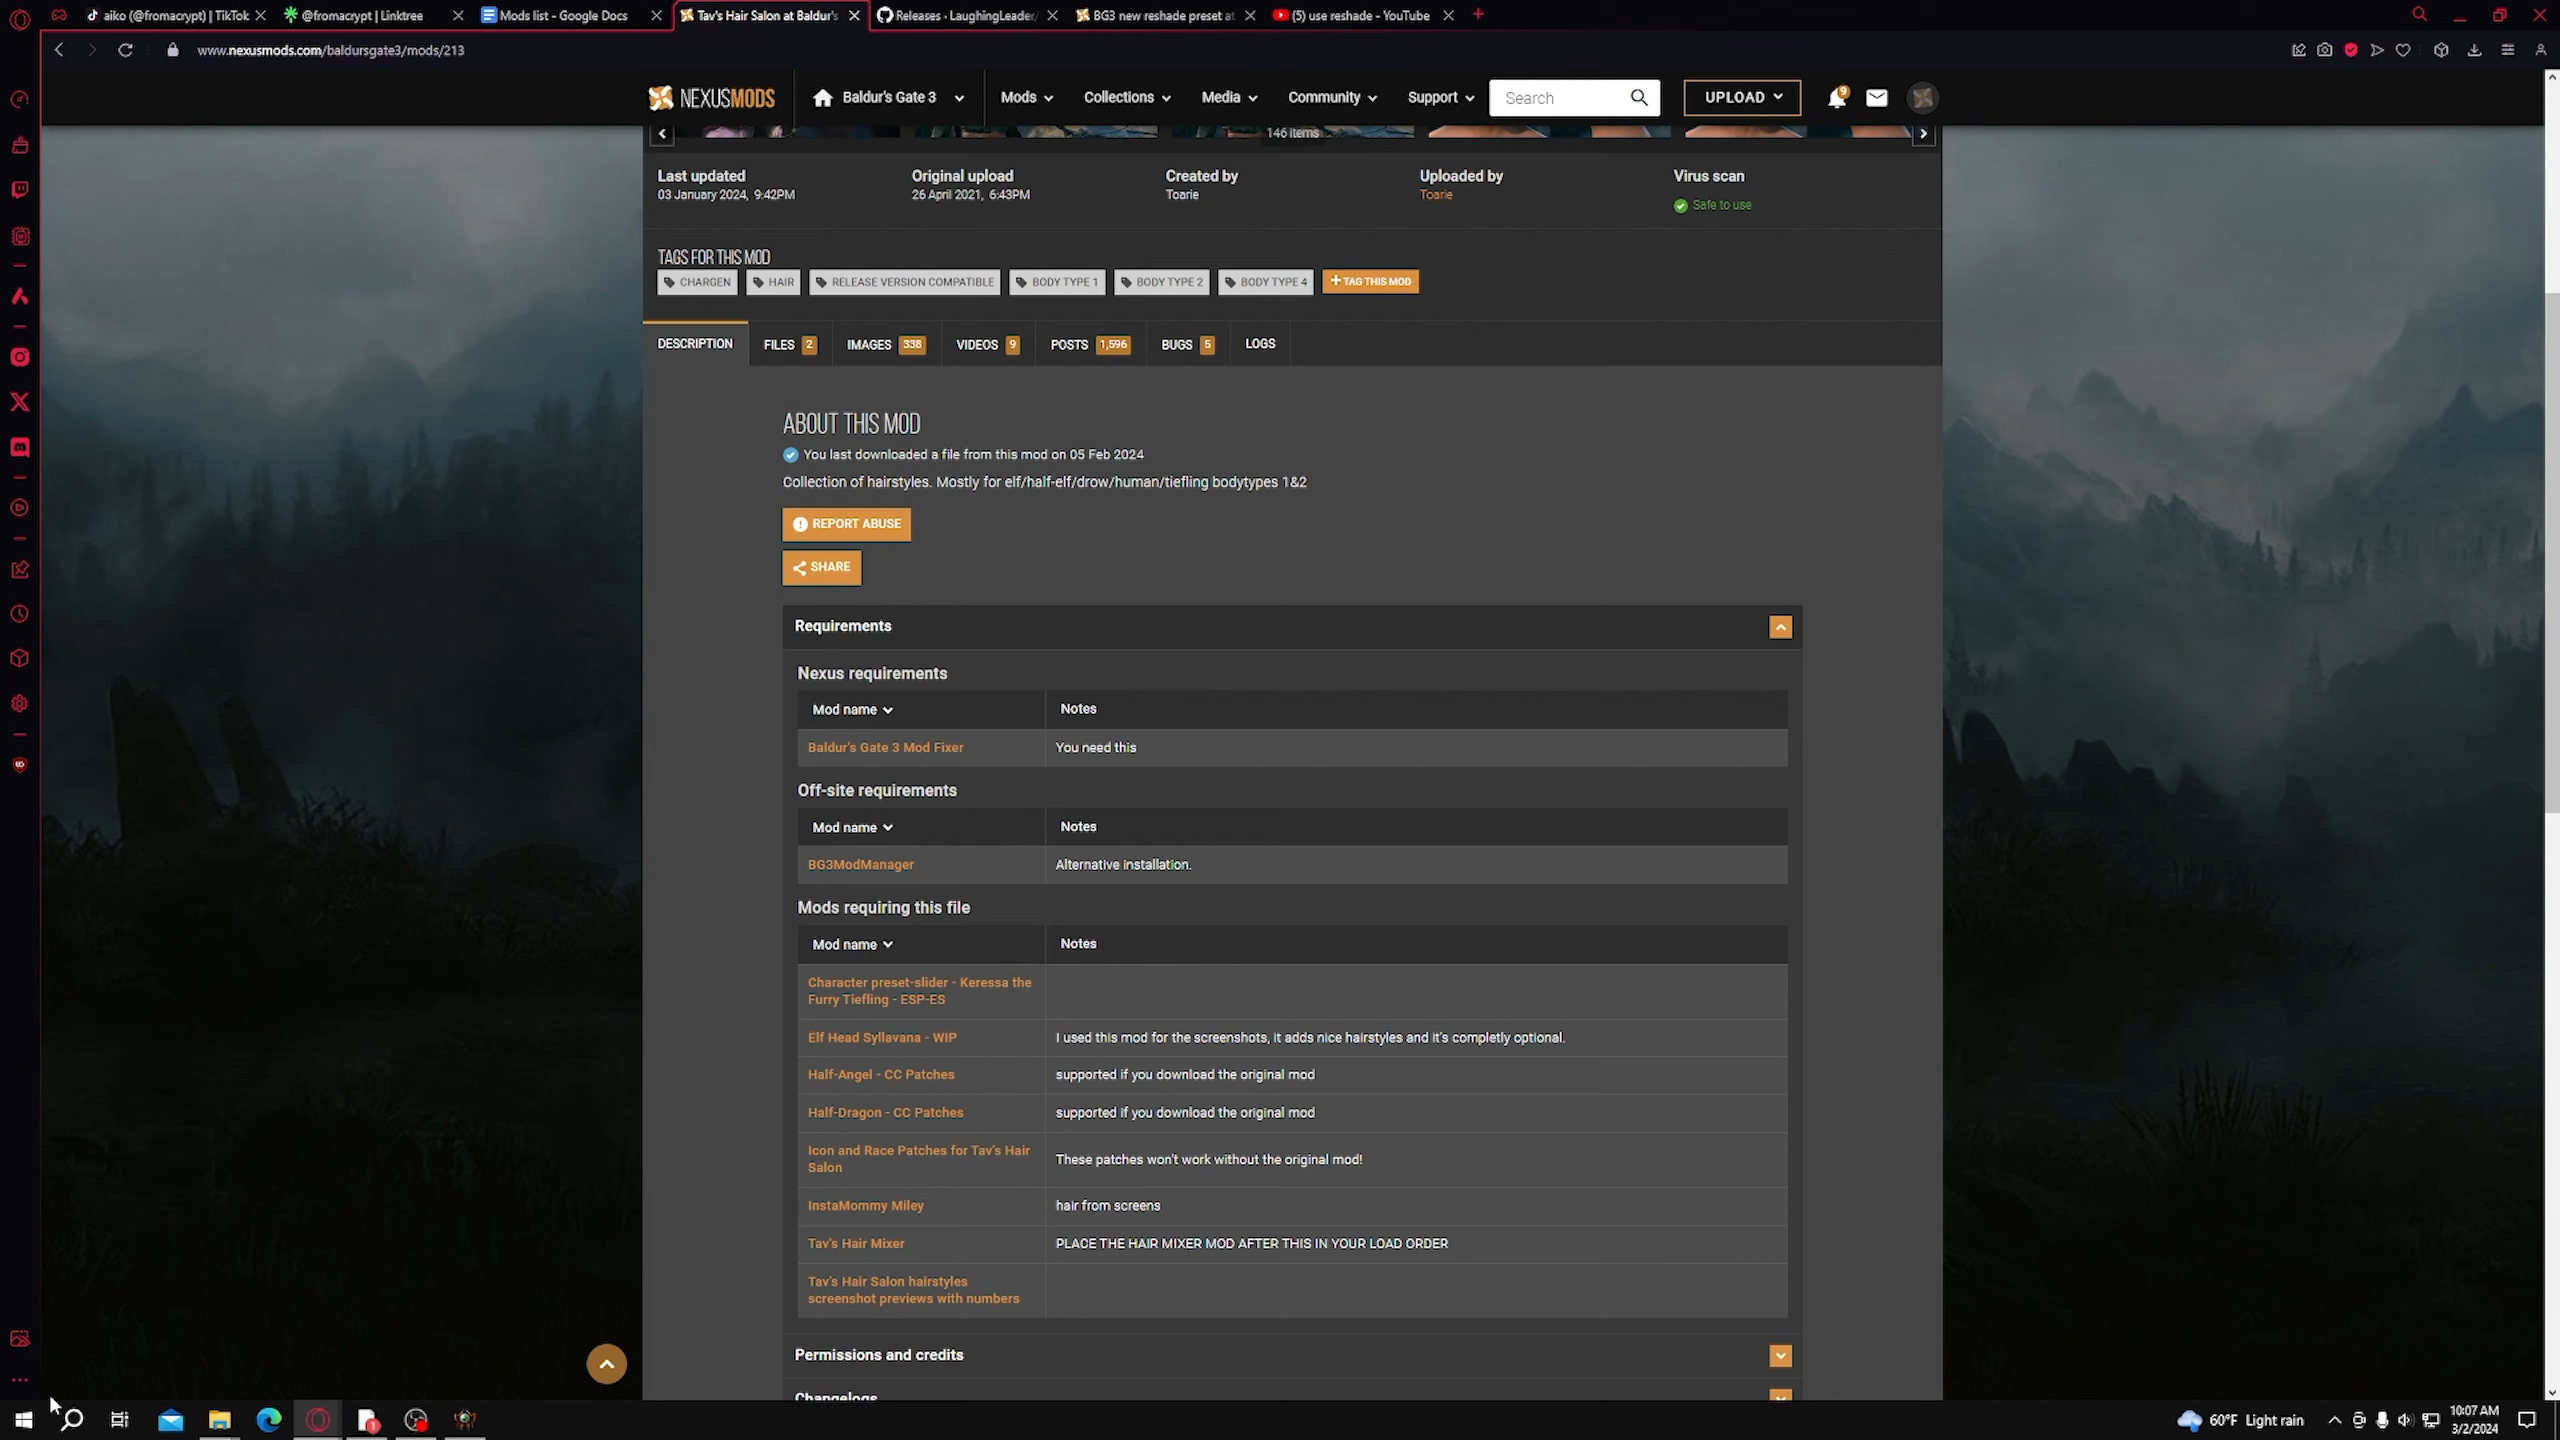 aiko (@fromacrypt) | TikTok
@fromacrypt | Linktree
Mods list - Google Docs
Tav's Hair Salon at Baldur's
Releases · LaughingLeader/
BG3 new reshade preset at
(5) use reshade - YouTube
www.nexusmods.com/baldursgate3/mods/213
NEXUSMODS
Baldur's Gate 3
Mods
Collections
Media
Community
Support
Search
UPLOAD
9
146 items
Last updated
03 January 2024, 9:42PM
Original upload
26 April 2021, 6:43PM
Created by
Toarie
Uploaded by
Toarie
Virus scan
Safe to use
TAGS FOR THIS MOD
CHARGEN
HAIR
RELEASE VERSION COMPATIBLE
BODY TYPE 1
BODY TYPE 2
BODY TYPE 4
+TAG THIS MOD
DESCRIPTION
FILES 2
IMAGES 338
VIDEOS 9
POSTS 1,596
BUGS 5
LOGS
ABOUT THIS MOD
You last downloaded a file from this mod on 05 Feb 2024
Collection of hairstyles. Mostly for elf/half-elf/drow/human/tiefling bodytypes 1&2
REPORT ABUSE
SHARE
Requirements
Nexus requirements
Mod name
Notes
Baldur's Gate 3 Mod Fixer
You need this
Off-site requirements
Mod name
Notes
BG3ModManager
Alternative installation.
Mods requiring this file
Mod name
Notes
Character preset-slider - Keressa the
Furry Tiefling - ESP-ES
Elf Head Syllavana - WIP
I used this mod for the screenshots, it adds nice hairstyles and it's completly optional.
Half-Angel - CC Patches
supported if you download the original mod
Half-Dragon - CC Patches
supported if you download the original mod
Icon and Race Patches for Tav's Hair
Salon
These patches won't work without the original mod!
InstaMommy Miley
hair from screens
Tav's Hair Mixer
PLACE THE HAIR MIXER MOD AFTER THIS IN YOUR LOAD ORDER
Tav's Hair Salon hairstyles
screenshot previews with numbers
Permissions and credits
Changelogs
60°F Light rain
10:07 AM
3/2/2024